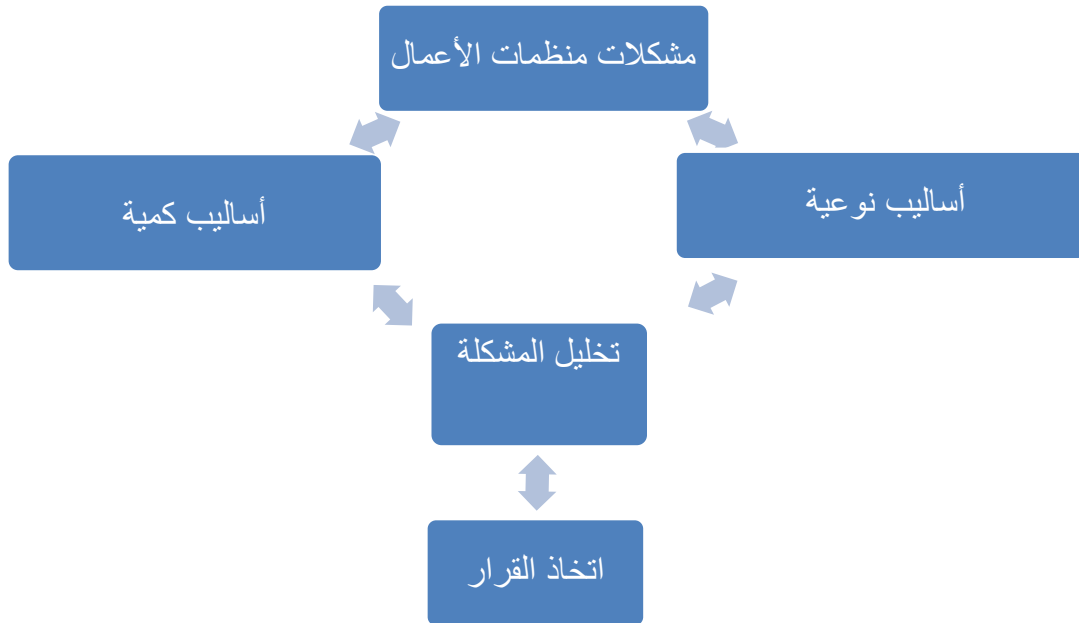 مشكلات منظمات الأعمال
أساليب نوعية
أساليب كمية
تخليل المشكلة
اتخاذ القرار